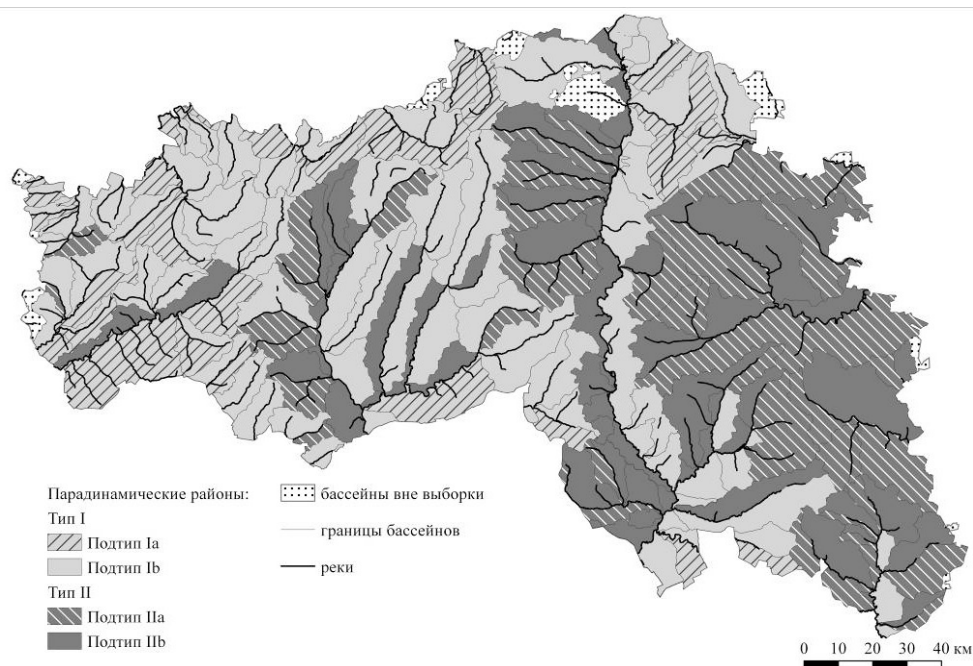 Парадинамические районы:
Тип I
Подтип Ia
Подтип Ib
Тип II
Подтип IIa
Подтип IIb
бассейны вне выборки
границы бассейнов
реки
0 10 20 30 40 км